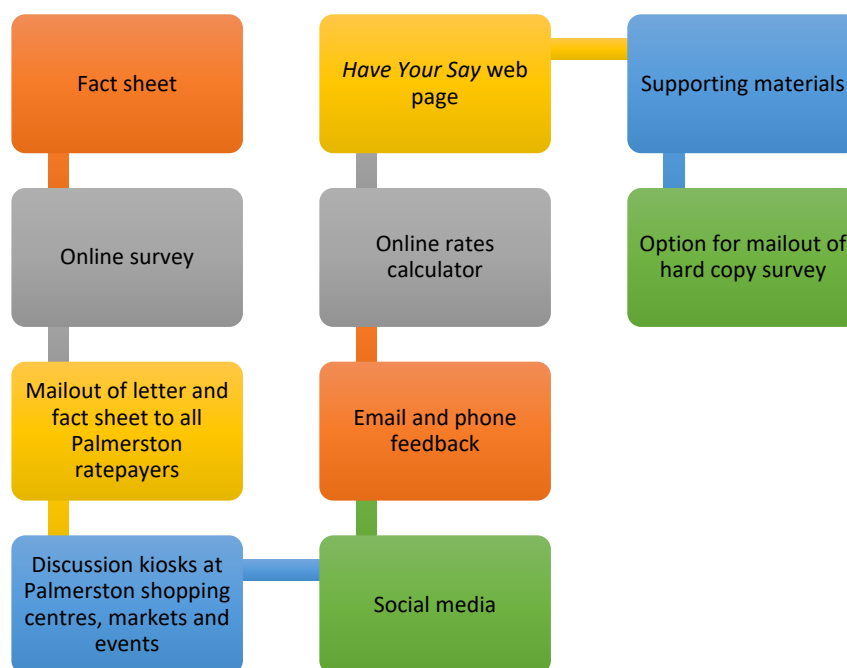 Fact sheet
Online survey
Mailout of letter and
fact sheet to all
Palmerston
ratepayers
Discussion kiosks at
Palmerston shopping
centres, markets and
events
Social media
Email and phone
feedback
Online rates
calculator
Have Your Say web
page
Supporting materials
Option for mailout of
hard copy survey